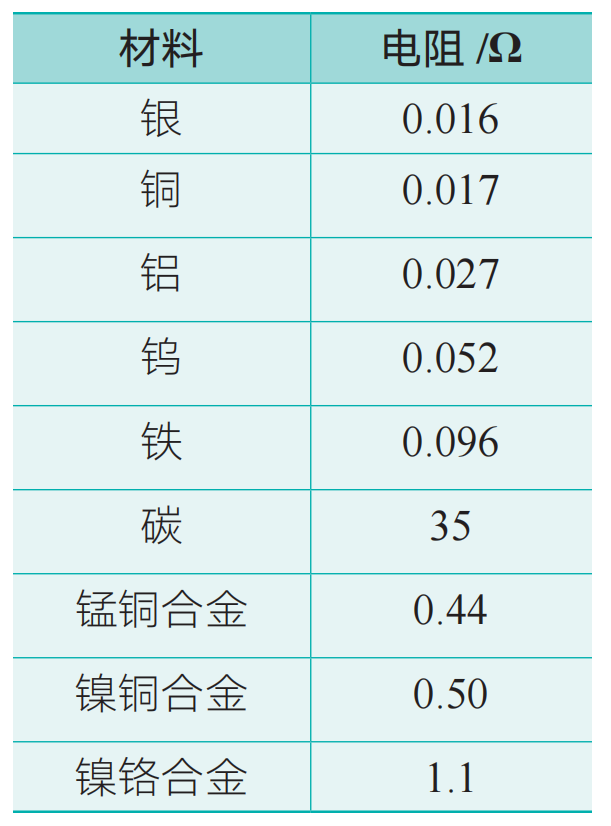 材料 电阻 /Ω
银 0.016
铜 0.017
铝 0.027
钨 0.052
铁 0.096
碳 35
锰铜合金 0.44
镍铜合金 0.50
镍铬合金 1.1